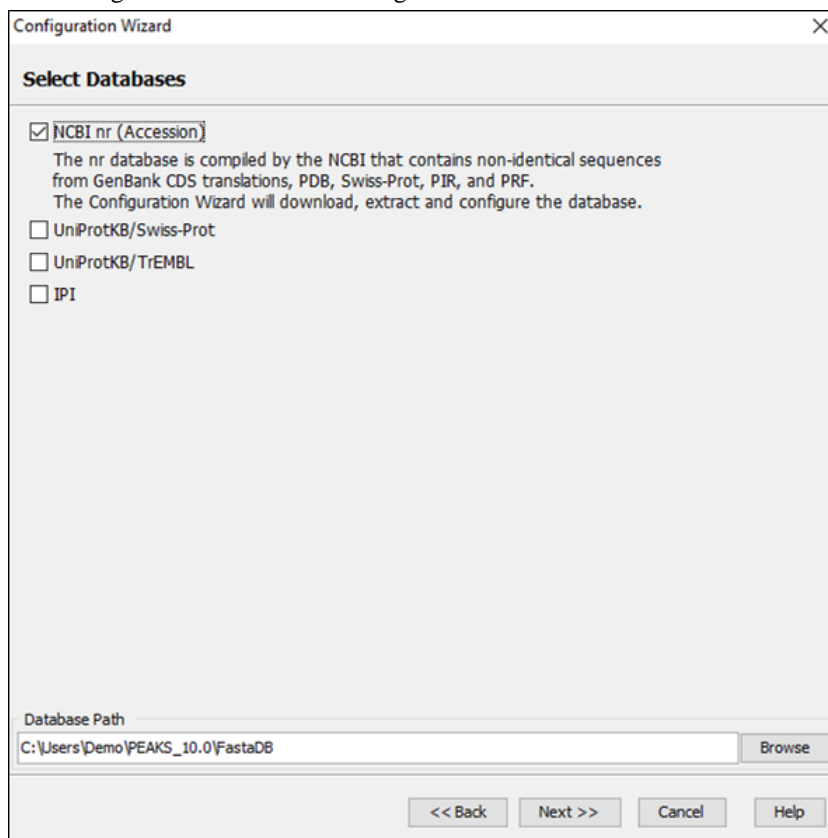 Configuration Wizard
Select Databases
NCBI nr (Accession)
The nr database is compiled by the NCBI that contains non-identical sequences
from GenBank CDS translations, PDB, Swiss-Prot, PIR, and PRF.
The Configuration Wizard will download, extract and configure the database.
UniProtKB/Swiss-Prot
UniProtKB/TrEMBL
IPI
Database Path
C:\Users\Demo\PEAKS_10.0\FastaDB
Browse
<< Back Next >> Cancel Help